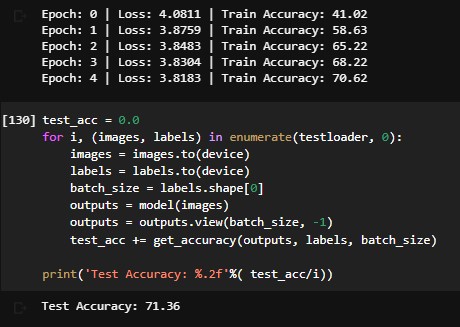 Epoch: 0 | Loss: 4.0811 | Train Accuracy: 41.02
Epoch: 1 | Loss: 3.8759 | Train Accuracy: 58.63
Epoch: 2 | Loss: 3.8483 | Train Accuracy: 65.22
Epoch: 3 | Loss: 3.8304 | Train Accuracy: 68.22
Epoch: 4 | Loss: 3.8183 | Train Accuracy: 70.62
[130] test_acc = 0.0
for i, (images, labels) in enumerate(testloader, 0):
    images = images.to(device)
    labels = labels.to(device)
    batch_size = labels.shape[0]
    outputs = model(images)
    outputs = outputs.view(batch_size, -1)
    test_acc += get_accuracy(outputs, labels, batch_size)
print('Test Accuracy: %.2f'%( test_acc/i))
Test Accuracy: 71.36